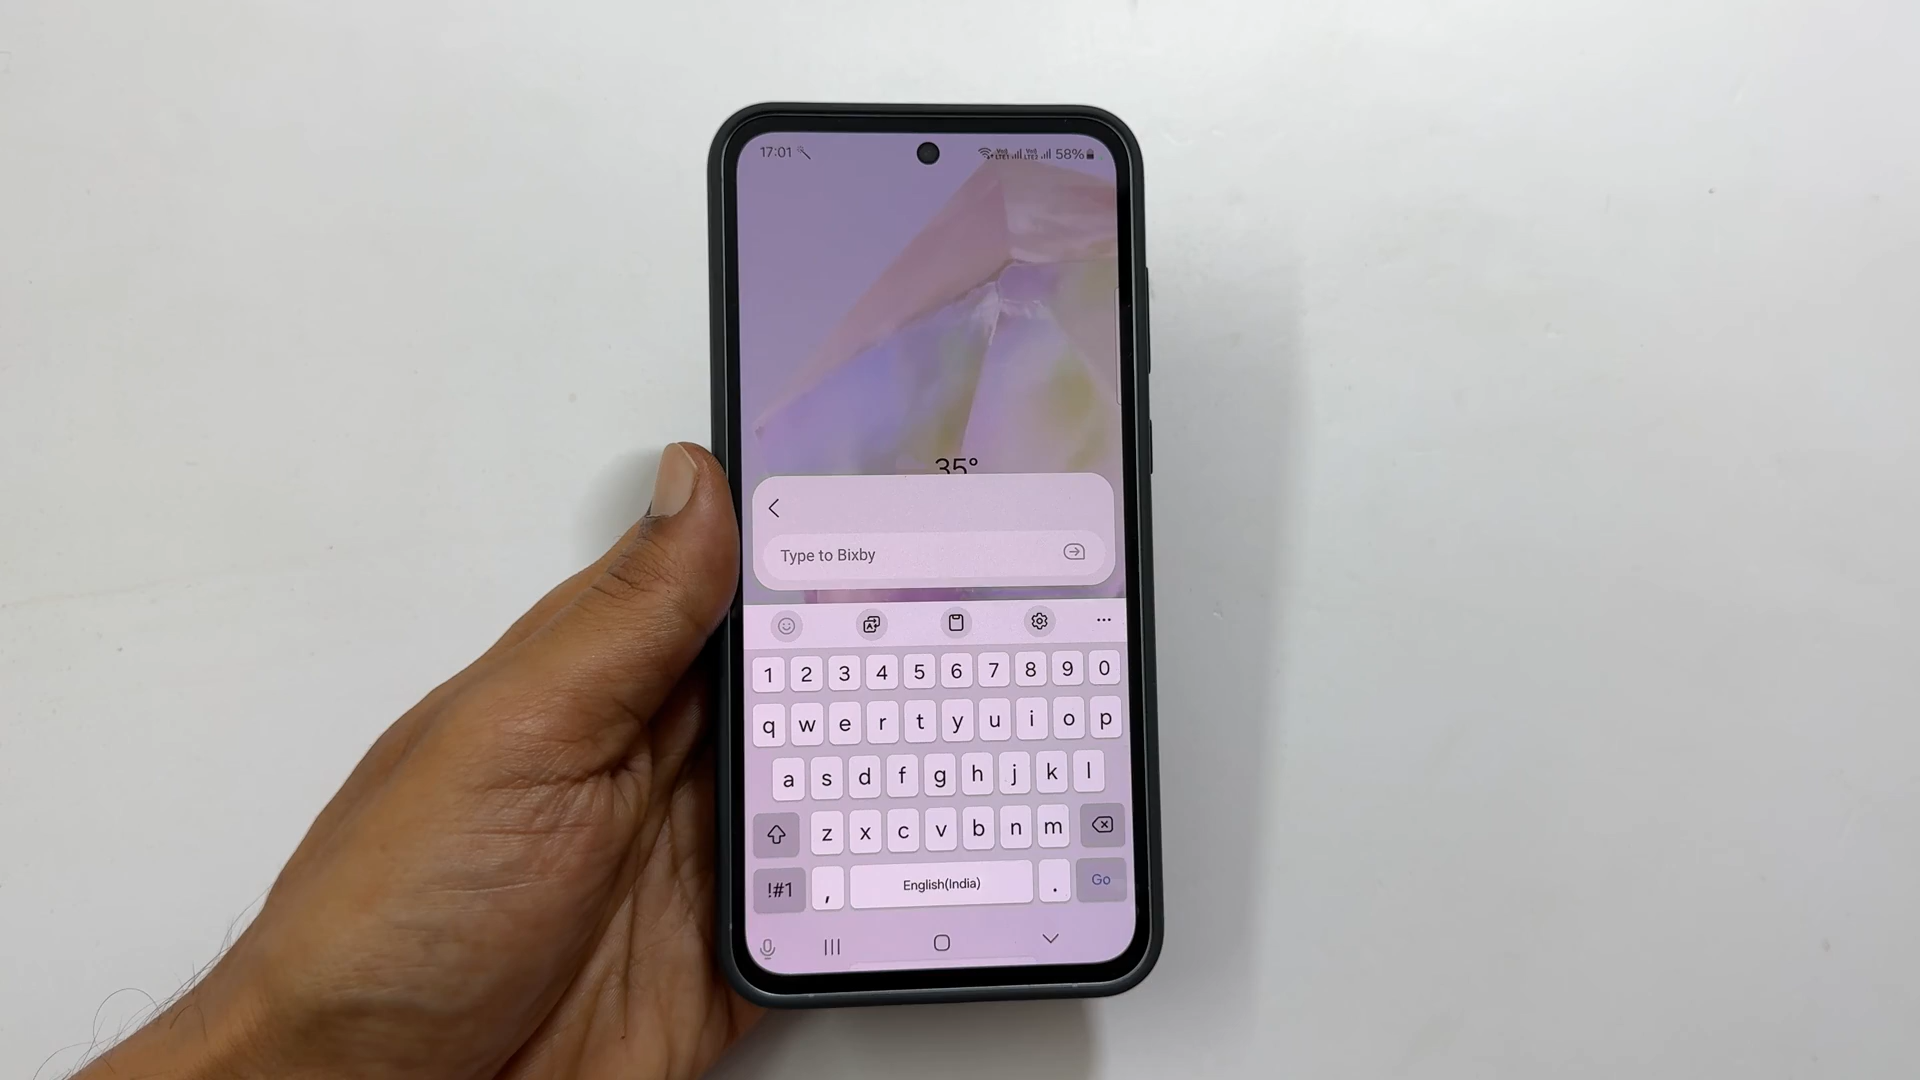 17:01 58%
35°
Type to Bixby
1 2 3 4 5 6 7 8 9 0
q w e r t y u i o p
a s d f g h j k l
z x c v b n m
!#1 , English(India) . Go